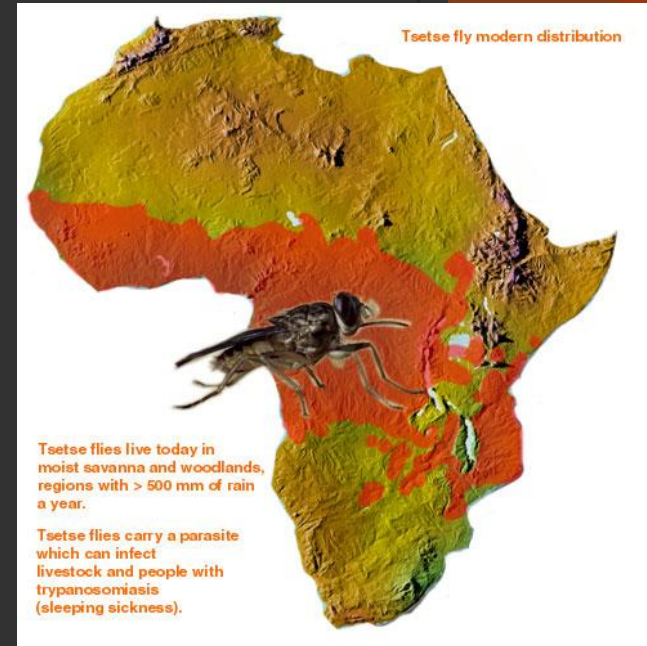 Tsetse fly modern distribution
Tsetse flies live today in
moist savanna and woodlands,
regions with > 500 mm of rain
a year.
Tsetse flies carry a parasite
which can infect
livestock and people with
trypanosomiasis
(sleeping sickness).